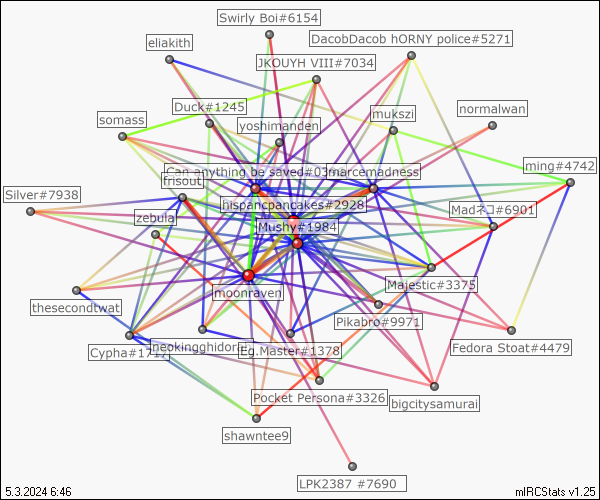 Swirly Boi#6154
DacobDacob hORNY police#5271
eliakith
JKOUYH VIII#7034
Duck#1245
mukszi
normalwan
somass
yoshimanden
Can anything be saved#03
marcemadness
ming#4742
frisout
Silver#7938
hispancpancakes#2928
Madネコ#6901
zebula
Mushy#1984
Majestic#3375
moonraven
thesecondtwat
Pikabro#9971
Cypha#1717
neokingghidorah
Eg.Master#1378
Fedora Stoat#4479
Pocket Persona#3326
bigcitysamurai
shawntee9
LPK2387 #7690
5.3.2024 6:46
mIRCStats v1.25